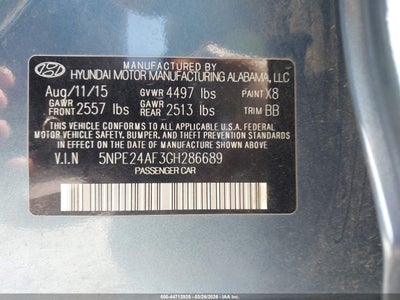 MANUFACTURED BY
HYUNDAI MOTOR MANUFACTURING ALABAMA, LLC
Aug/11/15 GVWR 4497 lbs PAINT X8
GAWR FRONT 2557 lbs GAWR REAR 2513 lbs TRIM BB
THIS VEHICLE CONFORMS TO ALL APPLICABLE U.S. FEDERAL MOTOR
VEHICLE SAFETY, BUMPER, AND THEFT PREVENTION STANDARDS
IN EFFECT ON THE DATE OF MANUFACTURE SHOWN ABOVE.
V.I.N 5NPE24AF3GH286689
PASSENGER CAR